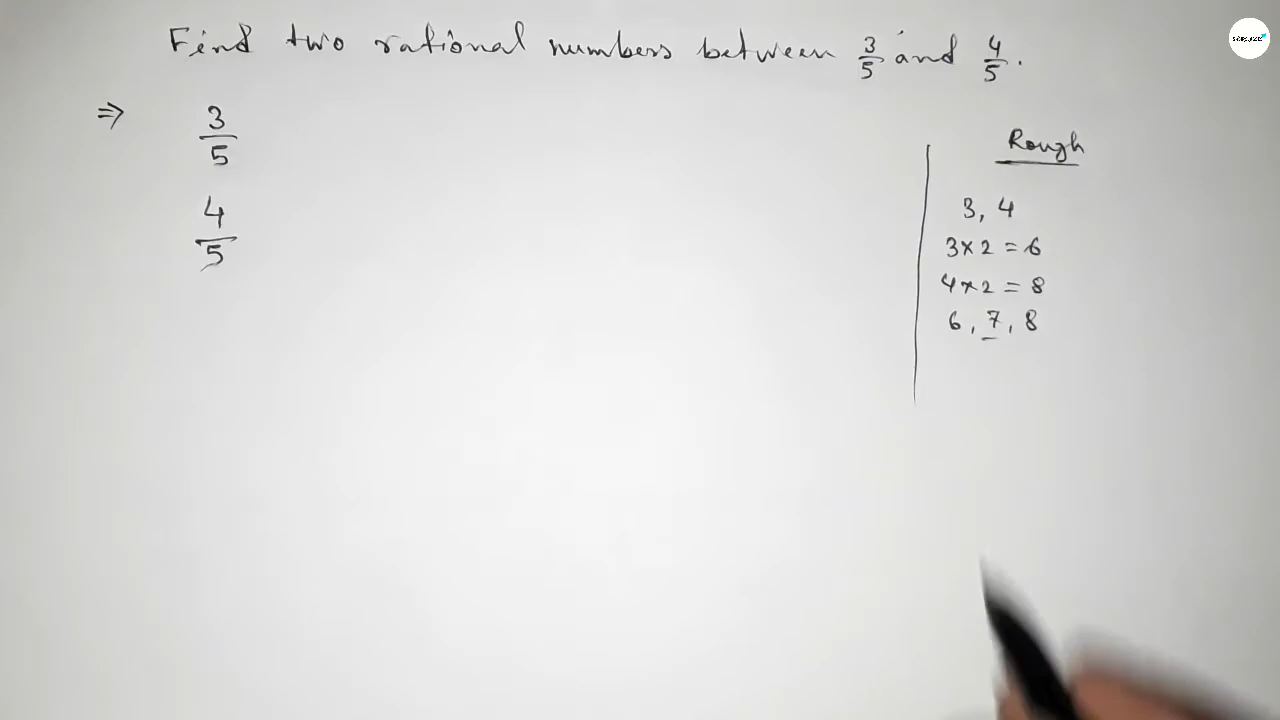 Find two rational numbers between 3/5 and 4/5.
⇒ 3/5
4/5
Rough
3, 4
3×2 = 6
4×2 = 8
6, 7, 8